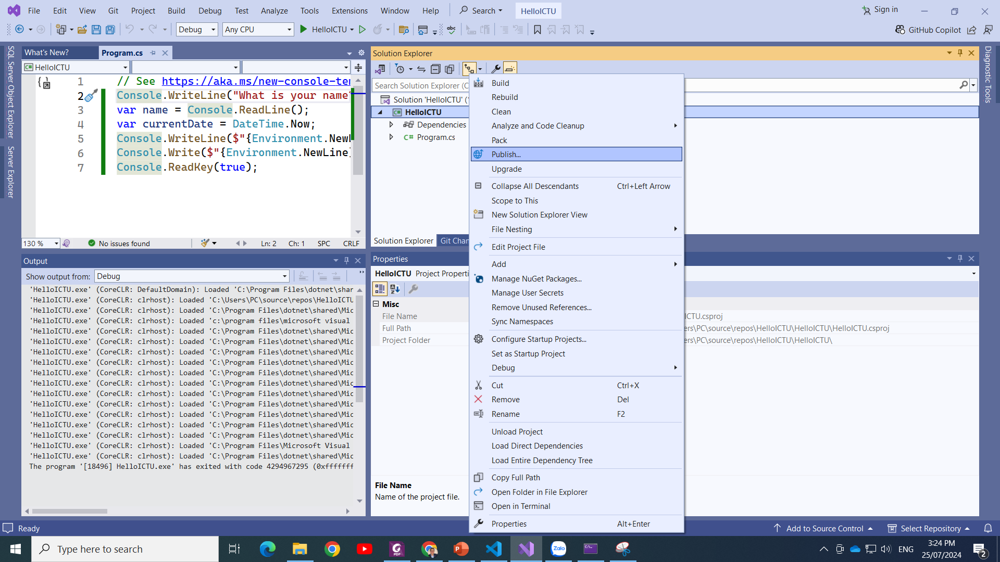 File Edit View Git Project Build Debug Test Analyze Tools Extensions Window Help Search HelloICTU Sign in
Debug Any CPU HelloICTU GitHub Copilot
SQL Server Object Explorer
Server Explorer
What's New? Program.cs
HelloICTU
1 // See https://aka.ms/new-console-te
2 Console.WriteLine("What is your name?
3 var name = Console.ReadLine();
4 var currentDate = DateTime.Now;
5 Console.WriteLine($"{Environment.NewL
6 Console.Write($"{Environment.NewLine}
7 Console.ReadKey(true);
130 % No issues found Ln: 2 Ch: 1 SPC CRLF
Output
Show output from: Debug
'HelloICTU.exe' (CoreCLR: DefaultDomain): Loaded 'C:\Program Files\dotnet\shar
'HelloICTU.exe' (CoreCLR: clrhost): Loaded 'C:\Users\PC\source\repos\HelloICTU
'HelloICTU.exe' (CoreCLR: clrhost): Loaded 'C:\Program Files\dotnet\shared\Mic
'HelloICTU.exe' (CoreCLR: clrhost): Loaded 'c:\program files\microsoft visual
'HelloICTU.exe' (CoreCLR: clrhost): Loaded 'C:\Program Files\dotnet\shared\Mic
'HelloICTU.exe' (CoreCLR: clrhost): Loaded 'C:\Program Files\dotnet\shared\Mic
'HelloICTU.exe' (CoreCLR: clrhost): Loaded 'C:\Program Files\dotnet\shared\Mic
'HelloICTU.exe' (CoreCLR: clrhost): Loaded 'C:\Program Files\dotnet\shared\Mic
'HelloICTU.exe' (CoreCLR: clrhost): Loaded 'C:\Program Files\dotnet\shared\Mic
'HelloICTU.exe' (CoreCLR: clrhost): Loaded 'C:\Program Files\dotnet\shared\Mic
'HelloICTU.exe' (CoreCLR: clrhost): Loaded 'C:\Program Files\dotnet\shared\Mic
'HelloICTU.exe' (CoreCLR: clrhost): Loaded 'C:\Program Files\dotnet\shared\Mic
'HelloICTU.exe' (CoreCLR: clrhost): Loaded 'C:\Program Files\dotnet\shared\Mic
'HelloICTU.exe' (CoreCLR: clrhost): Loaded 'C:\Program Files\dotnet\shared\Mic
'HelloICTU.exe' (CoreCLR: clrhost): Loaded 'C:\Program Files\dotnet\shared\Mic
'HelloICTU.exe' (CoreCLR: clrhost): Loaded 'C:\Program Files\Microsoft Visual
'HelloICTU.exe' (CoreCLR: clrhost): Loaded 'C:\Program Files\dotnet\shared\Mic
The program '[18496] HelloICTU.exe' has exited with code 4294967295 (0xfffffff
Solution Explorer
Search Solution Explorer (C
Solution 'HelloICTU' (
HelloICTU
Dependencies
Program.cs
Solution Explorer Git Chan
Properties
HelloICTU Project Properti
Misc
File Name ICTU.csproj
Full Path ers\PC\source\repos\HelloICTU\HelloICTU\HelloICTU.csproj
Project Folder ers\PC\source\repos\HelloICTU\HelloICTU\
File Name
Name of the project file.
Build
Rebuild
Clean
Analyze and Code Cleanup
Pack
Publish...
Upgrade
Collapse All Descendants Ctrl+Left Arrow
Scope to This
New Solution Explorer View
File Nesting
Edit Project File
Add
Manage NuGet Packages...
Manage User Secrets
Remove Unused References...
Sync Namespaces
Configure Startup Projects...
Set as Startup Project
Debug
Cut Ctrl+X
Remove Del
Rename F2
Unload Project
Load Direct Dependencies
Load Entire Dependency Tree
Copy Full Path
Open Folder in File Explorer
Open in Terminal
Properties Alt+Enter
Diagnostic Tools
Ready Add to Source Control Select Repository
Type here to search Zalo ENG 3:24 PM
25/07/2024 2